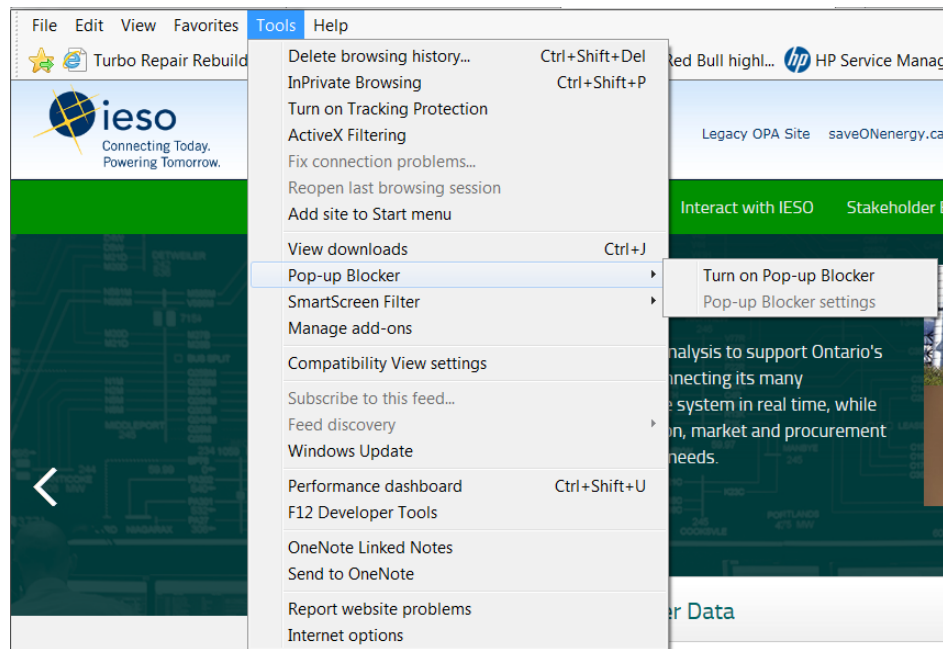 File Edit View Favorites Tools Help
Turbo Repair Rebuild
Red Bull highl... HP Service Manag
ieso
Connecting Today.
Powering Tomorrow.
Legacy OPA Site saveONenergy.ca
Interact with IESO Stakeholder
Delete browsing history... Ctrl+Shift+Del
InPrivate Browsing Ctrl+Shift+P
Turn on Tracking Protection
ActiveX Filtering
Fix connection problems...
Reopen last browsing session
Add site to Start menu
View downloads Ctrl+J
Pop-up Blocker
Turn on Pop-up Blocker
Pop-up Blocker settings
SmartScreen Filter
Manage add-ons
Compatibility View settings
Subscribe to this feed...
Feed discovery
Windows Update
Performance dashboard Ctrl+Shift+U
F12 Developer Tools
OneNote Linked Notes
Send to OneNote
Report website problems
Internet options
nalysis to support Ontario's
nnecting its many
system in real time, while
on, market and procurement
needs.
er Data